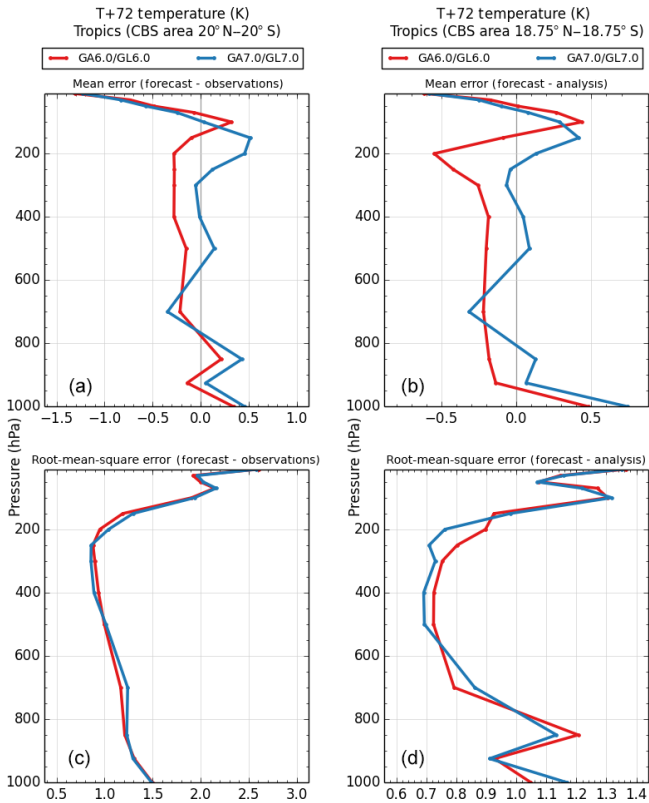 T+72 temperature (K)
Tropics (CBS area 20° N−20° S)
GA6.0/GL6.0 GA7.0/GL7.0
Mean error (forecast - observations)
200
400
600
800
1000
(a)
−1.5 −1.0 −0.5 0.0 0.5 1.0
T+72 temperature (K)
Tropics (CBS area 18.75° N−18.75° S)
GA6.0/GL6.0 GA7.0/GL7.0
Mean error (forecast - analysis)
200
400
600
800
1000
(b)
−0.5 0.0 0.5
Pressure (hPa)
Root-mean-square error (forecast - observations)
200
400
600
800
1000
(c)
0.5 1.0 1.5 2.0 2.5 3.0
Pressure (hPa)
Root-mean-square error (forecast - analysis)
200
400
600
800
1000
(d)
0.6 0.7 0.8 0.9 1.0 1.1 1.2 1.3 1.4